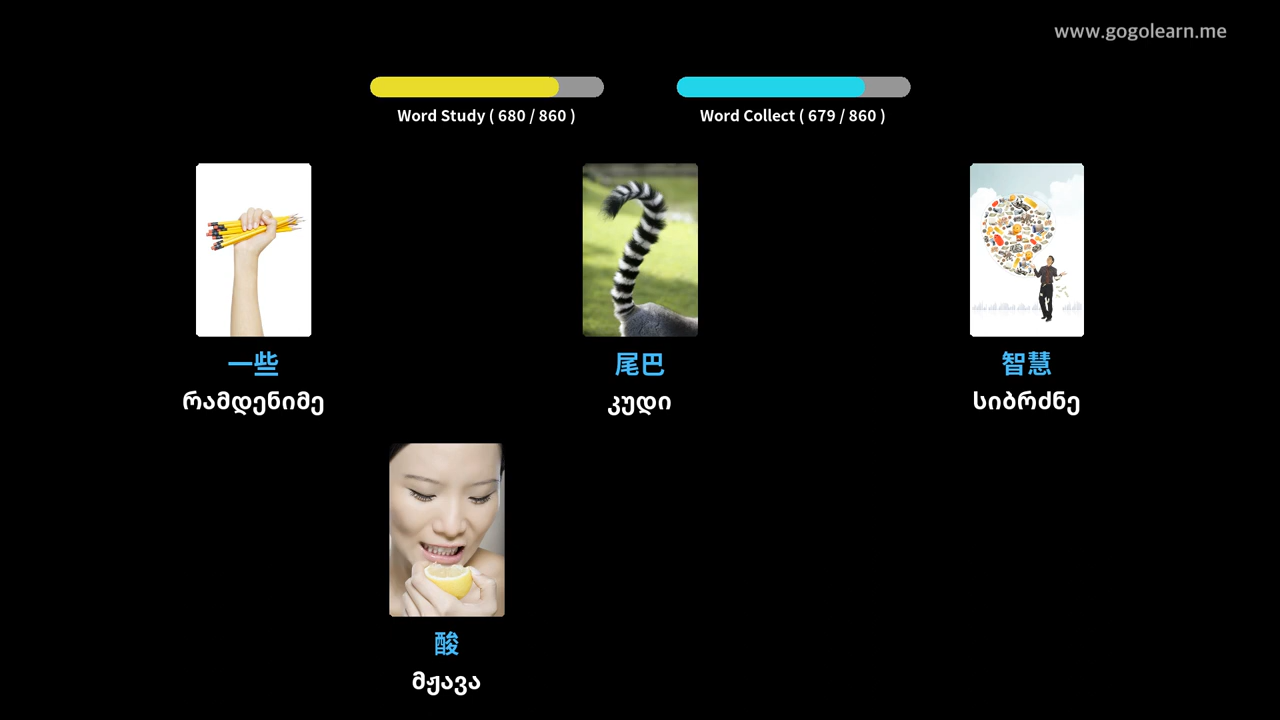 www.gogolearn.me
Word Study ( 680 / 860 )
Word Collect ( 679 / 860 )
一些
რამდენიმე
尾巴
კუდი
智慧
სიბრძნე
酸
მჟავა